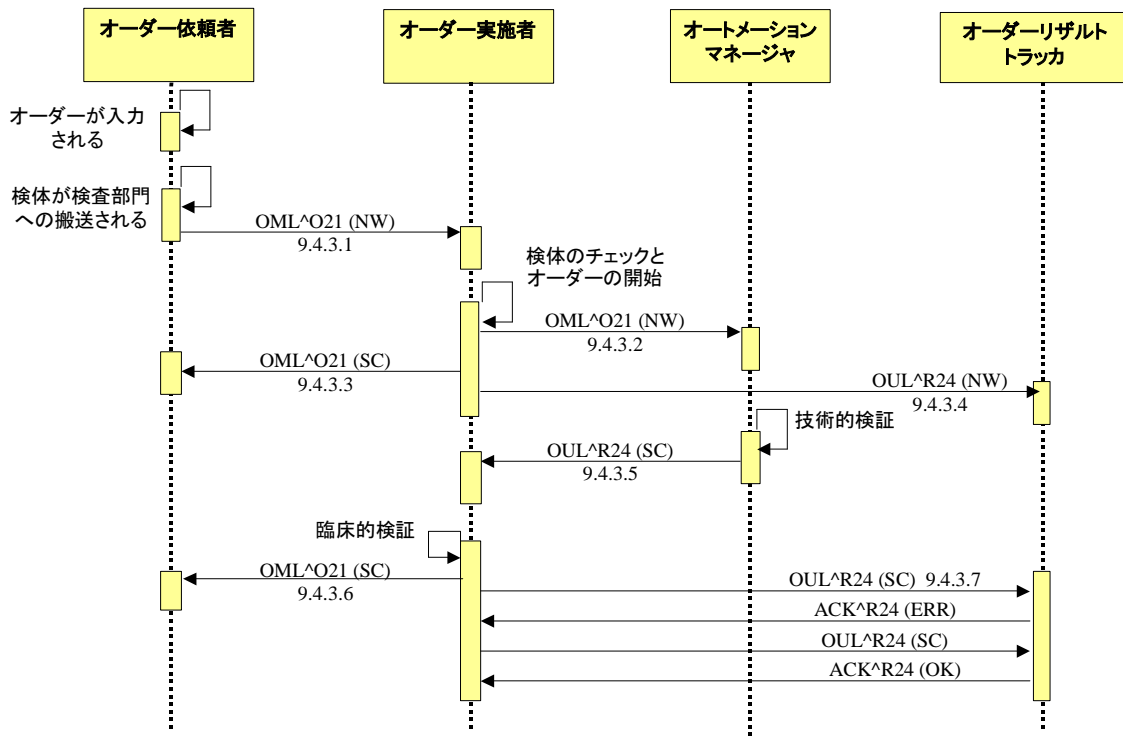 オーダー依頼者
オーダー実施者
オートメーション
マネージャ
オーダーリザルト
トラッカ
オーダーが入力
される
検体が検査部門
への搬送される
OML^O21 (NW)
9.4.3.1
検体のチェックと
オーダーの開始
OML^O21 (NW)
9.4.3.2
OML^O21 (SC)
9.4.3.3
OUL^R24 (NW)
9.4.3.4
技術的検証
OUL^R24 (SC)
9.4.3.5
臨床的検証
OML^O21 (SC)
9.4.3.6
OUL^R24 (SC) 9.4.3.7
ACK^R24 (ERR)
OUL^R24 (SC)
ACK^R24 (OK)